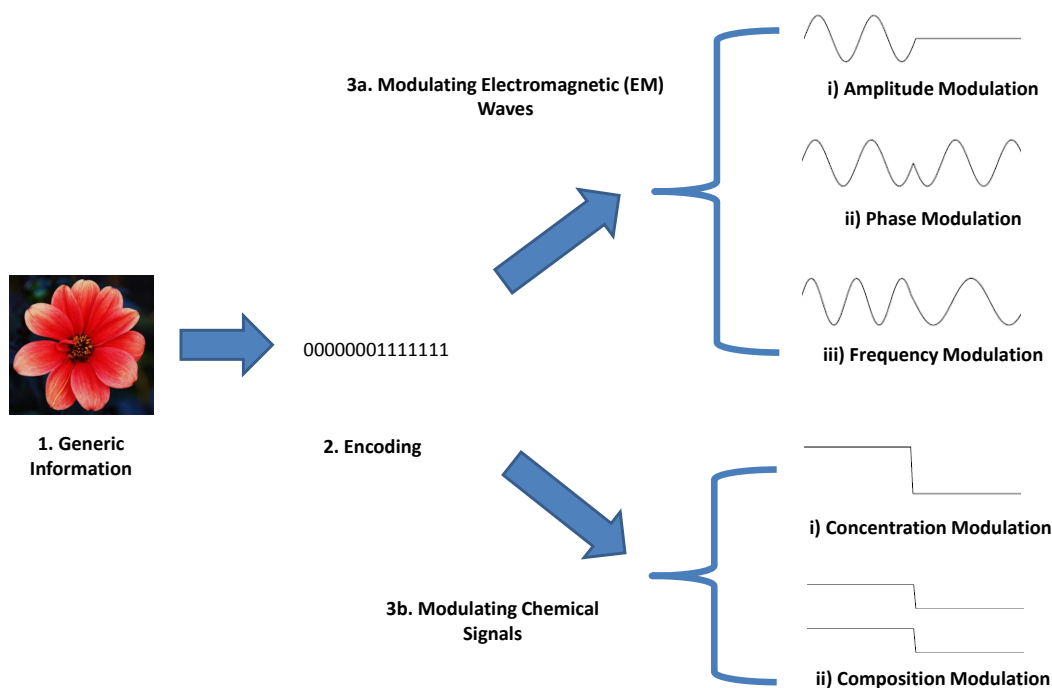 1. Generic
Information
00000001111111
2. Encoding
3a. Modulating Electromagnetic (EM)
Waves
i) Amplitude Modulation
ii) Phase Modulation
iii) Frequency Modulation
3b. Modulating Chemical
Signals
i) Concentration Modulation
ii) Composition Modulation